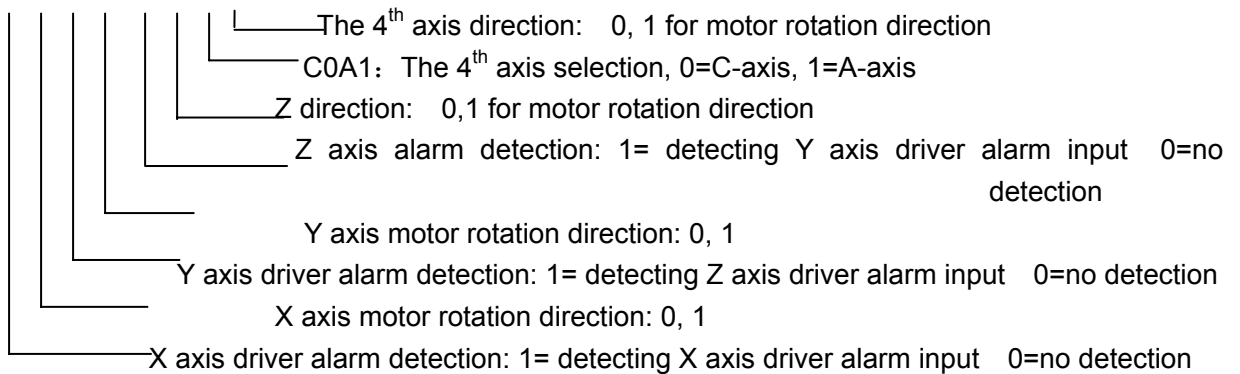 The 4th axis direction: 0, 1 for motor rotation direction
C0A1：The 4th axis selection, 0=C-axis, 1=A-axis
Z direction: 0,1 for motor rotation direction
Z axis alarm detection: 1= detecting Y axis driver alarm input 0=no
detection
Y axis motor rotation direction: 0, 1
Y axis driver alarm detection: 1= detecting Z axis driver alarm input 0=no detection
X axis motor rotation direction: 0, 1
X axis driver alarm detection: 1= detecting X axis driver alarm input 0=no detection